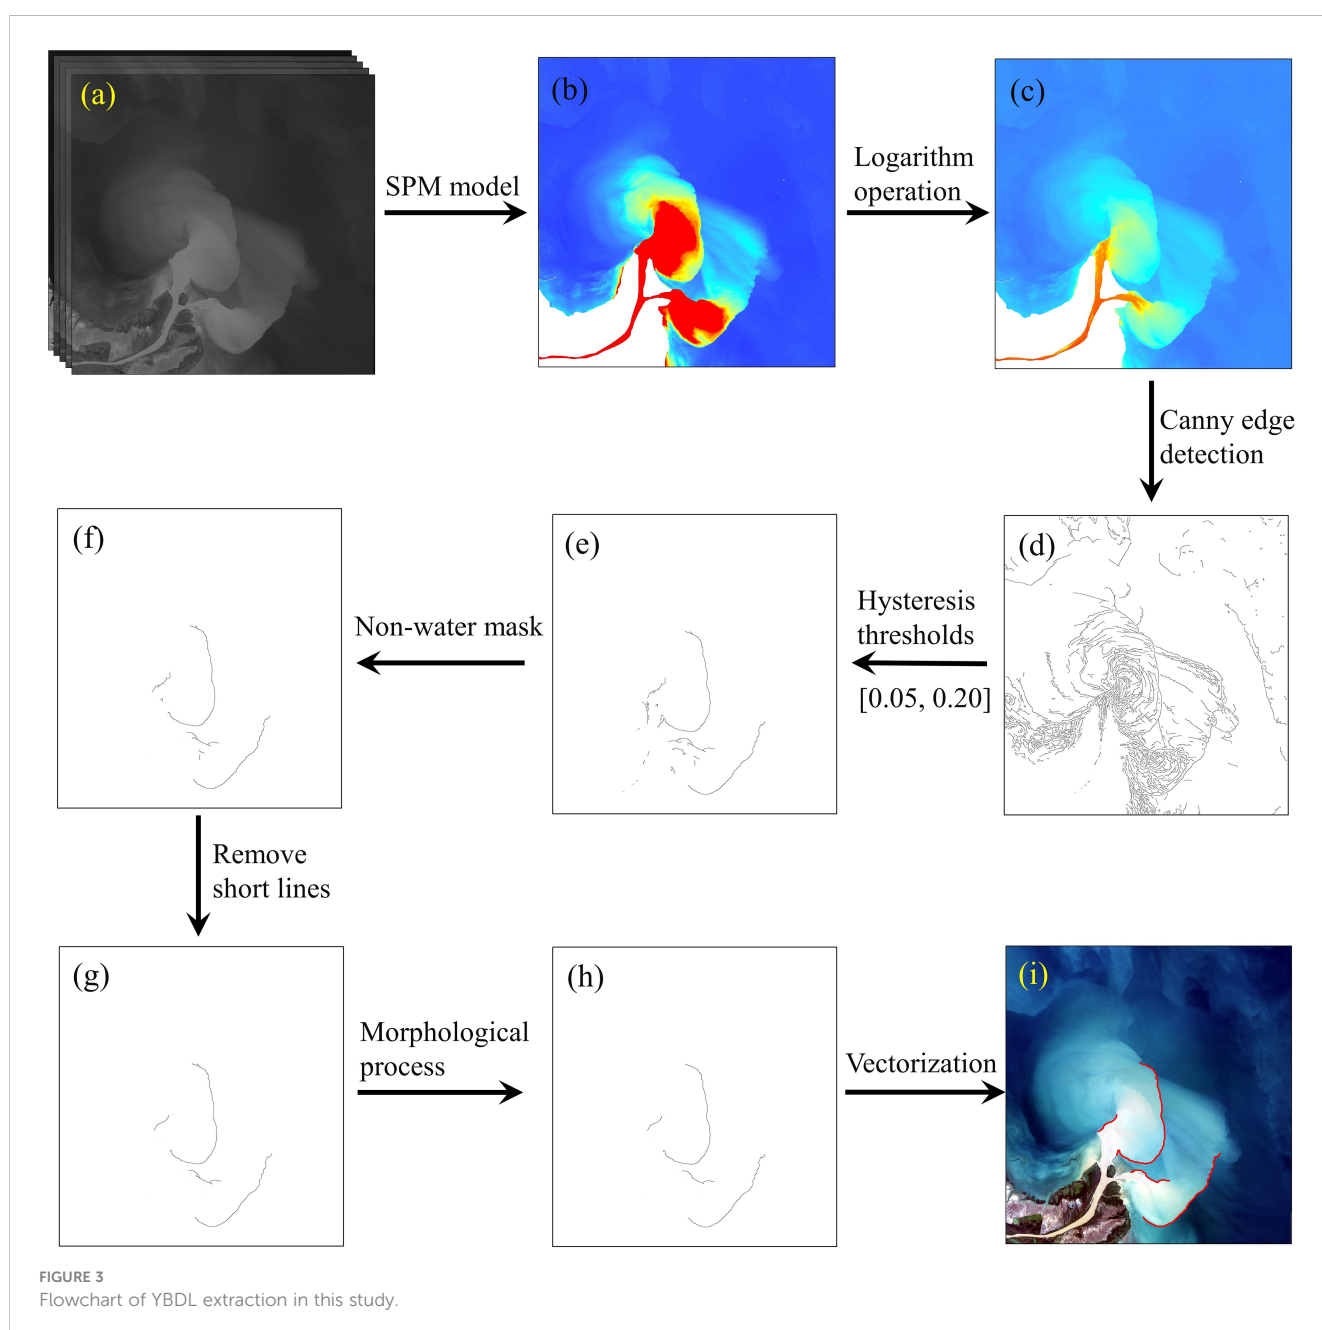 (a)
SPM model
(b)
Logarithm
operation
(c)
Canny edge
detection
(d)
Hysteresis
thresholds
[0.05, 0.20]
(e)
Non-water mask
(f)
Remove
short lines
(g)
Morphological
process
(h)
Vectorization
(i)
FIGURE 3
Flowchart of YBDL extraction in this study.